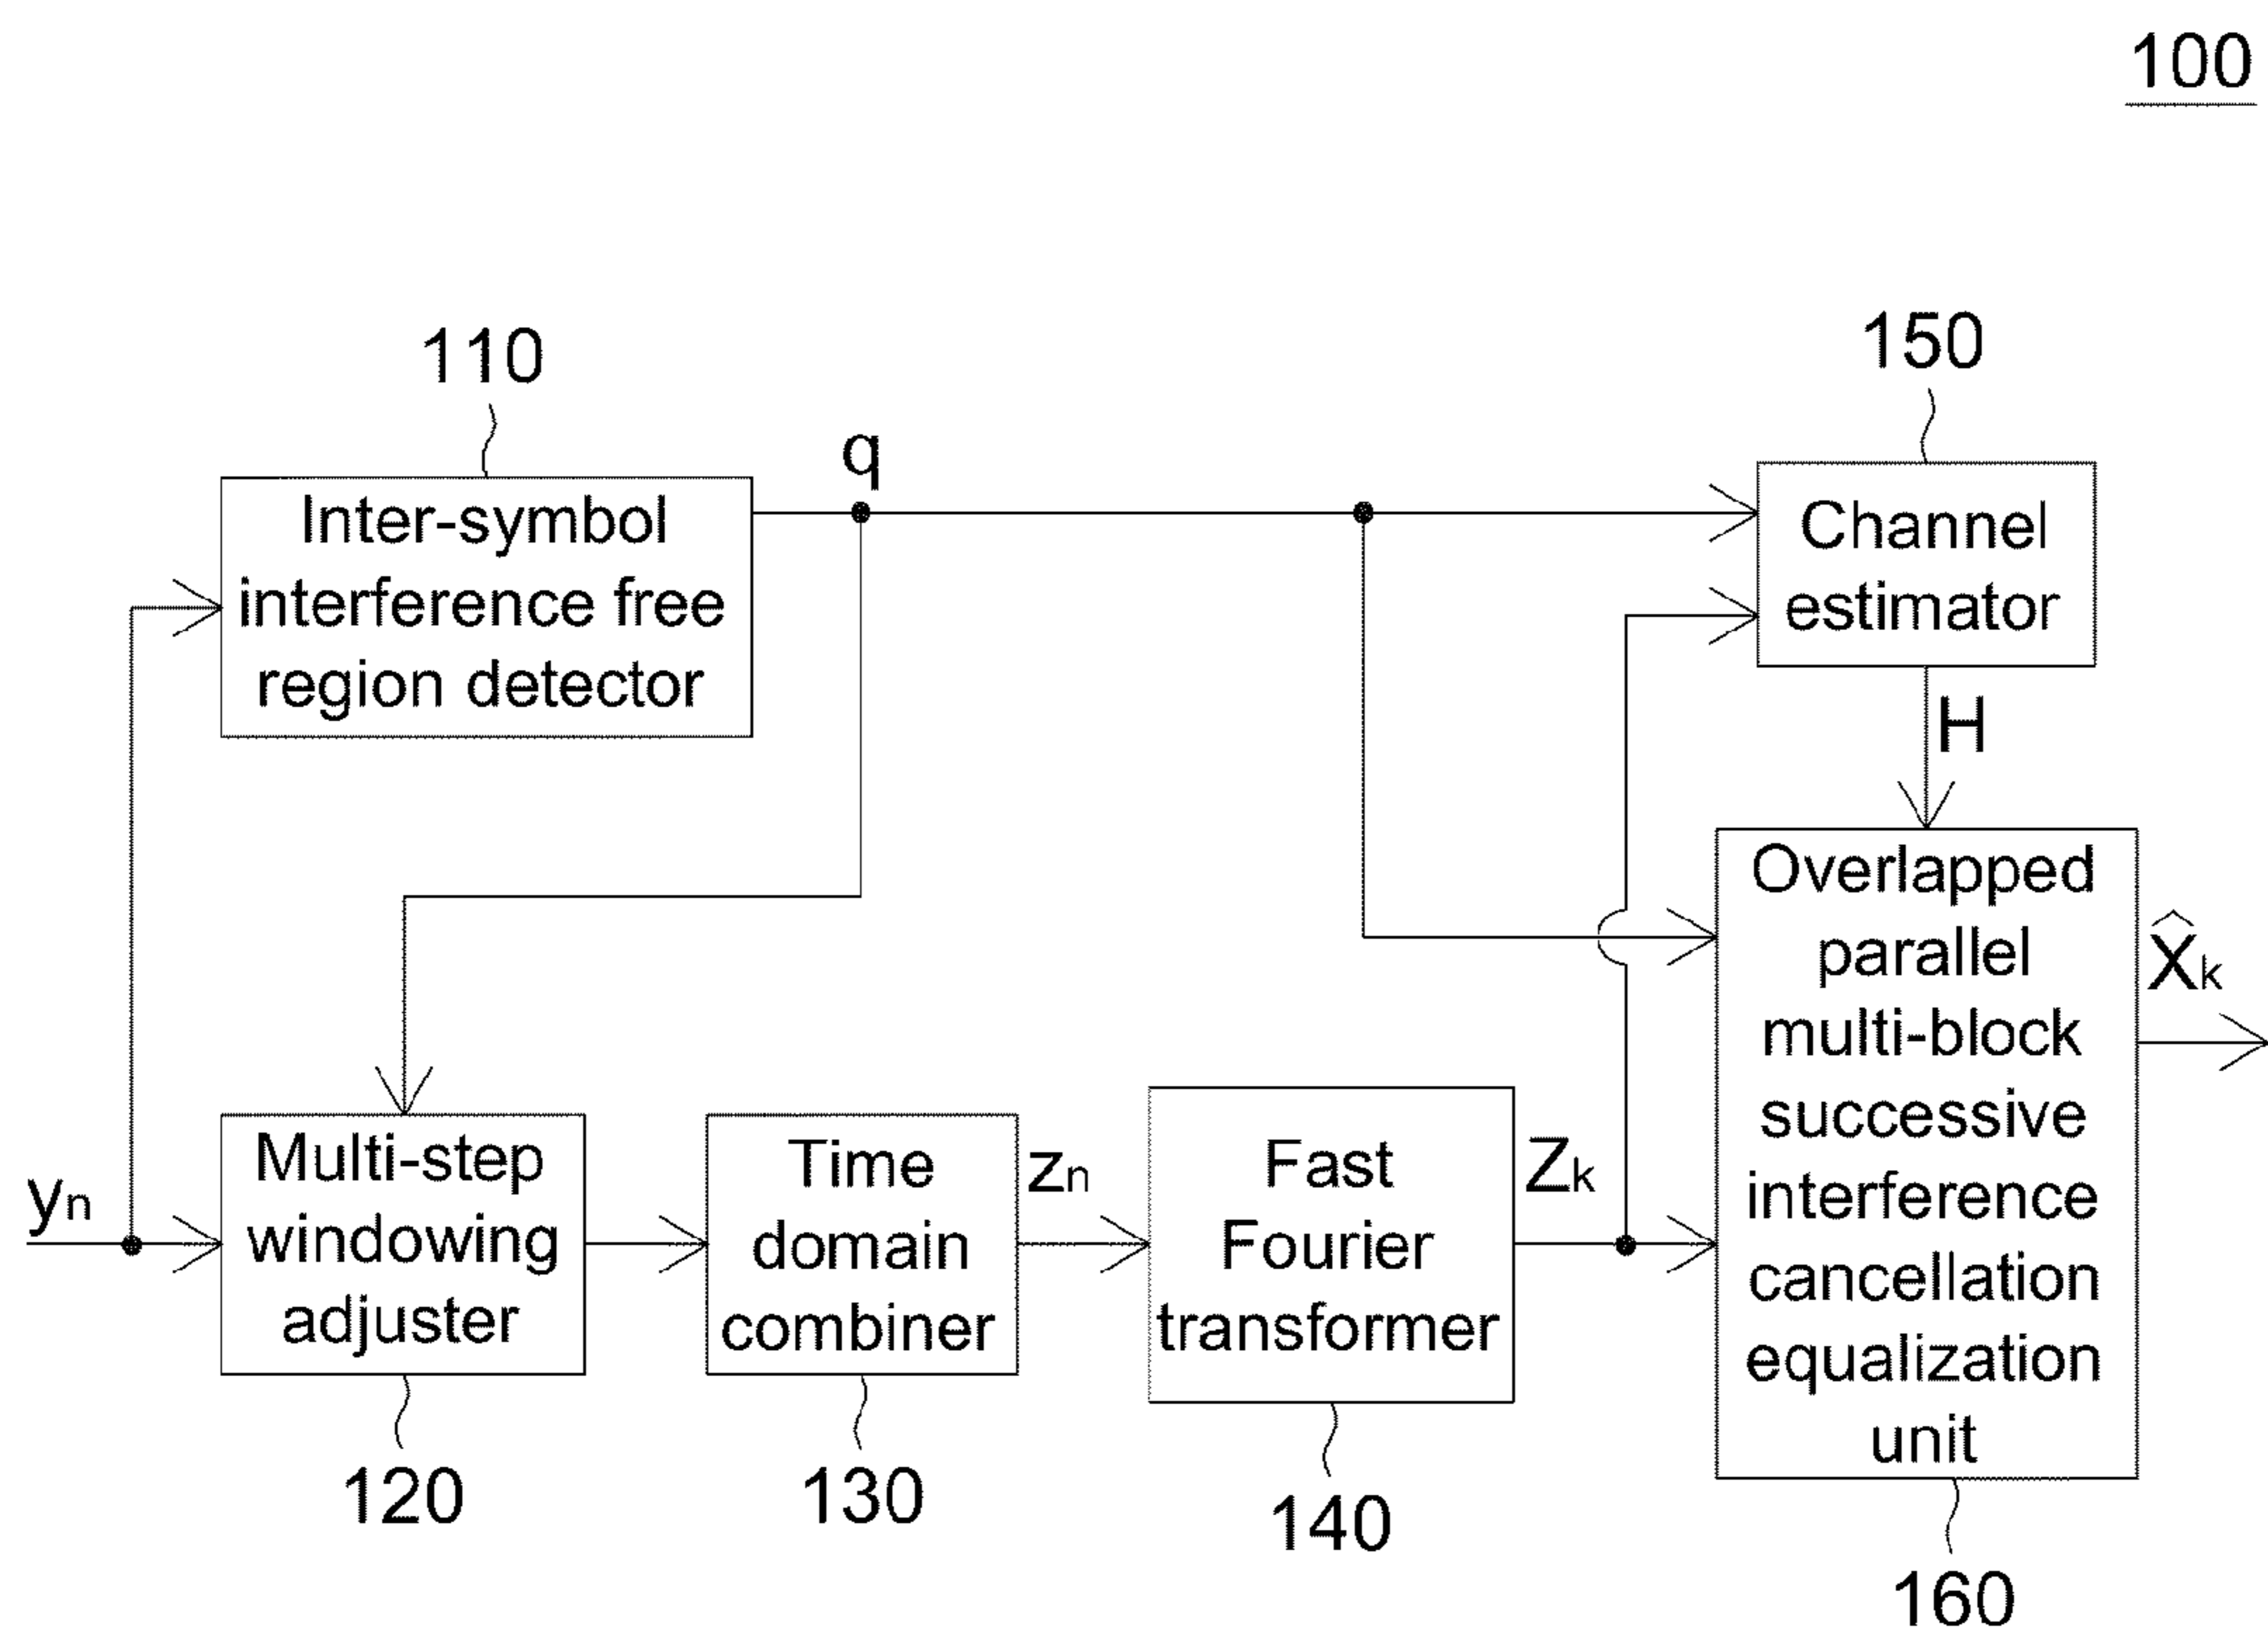 100
110
150
q
Inter-symbol
interference free
region detector
Channel
estimator
H
Overlapped
parallel
multi-block
successive
interference
cancellation
equalization
unit
X̂k
yn
Multi-step
windowing
adjuster
Time
domain
combiner
zn
Fast
Fourier
transformer
Zk
120
130
140
160